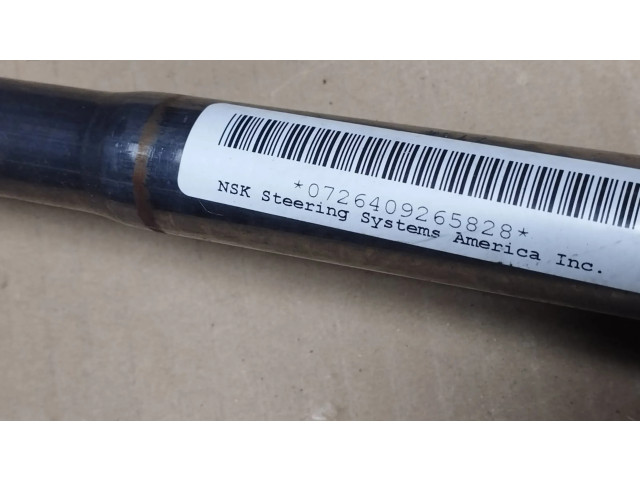 *0726409265828*
NSK Steering Systems America Inc.